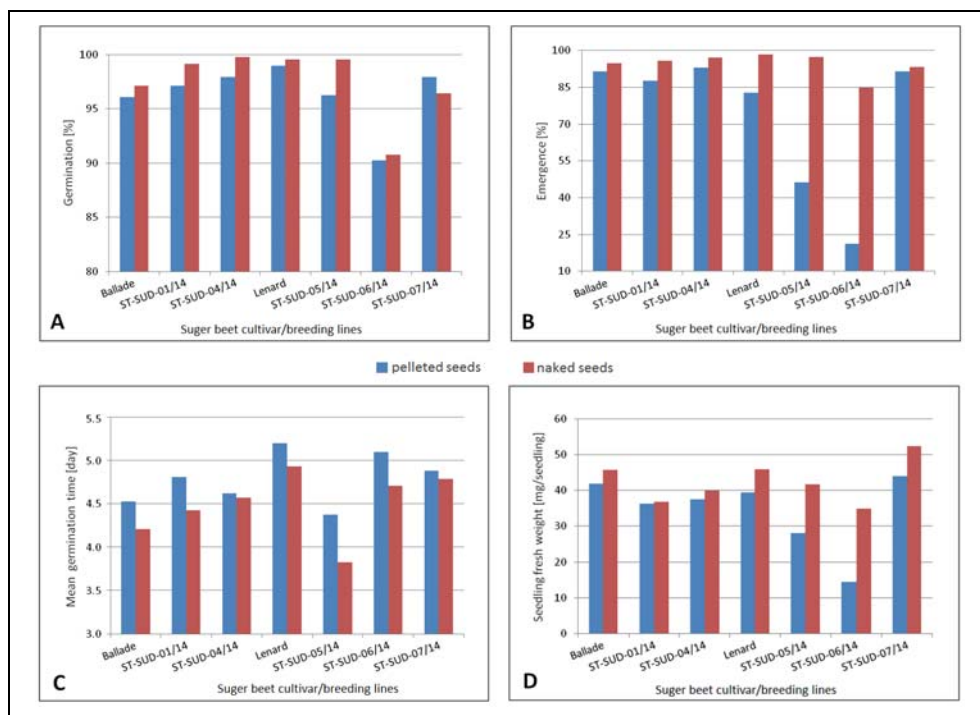 100
95
90
85
80
Germination [%]
Ballade
ST-SUD-01/14
ST-SUD-04/14
Lenard
ST-SUD-05/14
ST-SUD-06/14
ST-SUD-07/14
A
Suger beet cultivar/breeding lines
100
85
70
55
40
25
10
Emergence [%]
Ballade
ST-SUD-01/14
ST-SUD-04/14
Lenard
ST-SUD-05/14
ST-SUD-06/14
ST-SUD-07/14
B
Suger beet cultivar/breeding lines
pelleted seeds
naked seeds
5.5
5.0
4.5
4.0
3.5
3.0
Mean germination time [day]
Ballade
ST-SUD-01/14
ST-SUD-04/14
Lenard
ST-SUD-05/14
ST-SUD-06/14
ST-SUD-07/14
C
Suger beet cultivar/breeding lines
60
50
40
30
20
10
0
Seedling fresh weight [mg/seedling]
Ballade
ST-SUD-01/14
ST-SUD-04/14
Lenard
ST-SUD-05/14
ST-SUD-06/14
ST-SUD-07/14
D
Suger beet cultivar/breeding lines